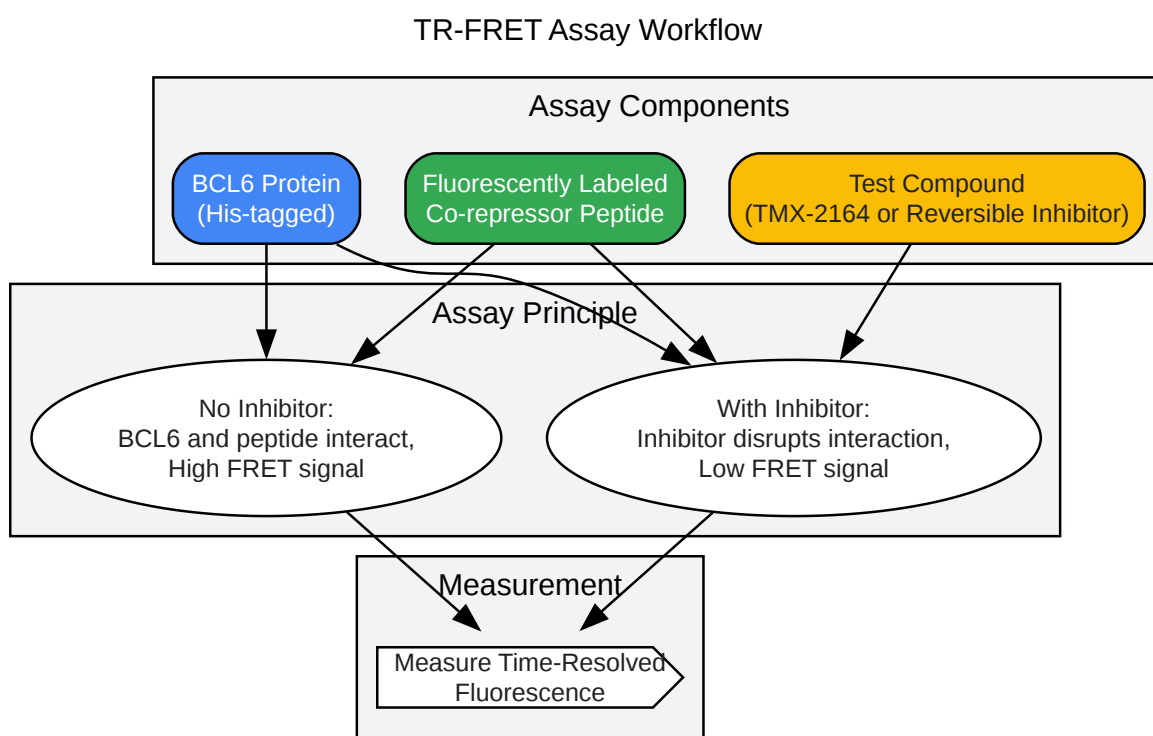 TR-FRET Assay Workflow
Assay Components
BCL6 Protein
(His-tagged)
Fluorescently Labeled
Co-repressor Peptide
Test Compound
(TMX-2164 or Reversible Inhibitor)
Assay Principle
No Inhibitor:
BCL6 and peptide interact,
High FRET signal
With Inhibitor:
Inhibitor disrupts interaction,
Low FRET signal
Measurement
Measure Time-Resolved
Fluorescence